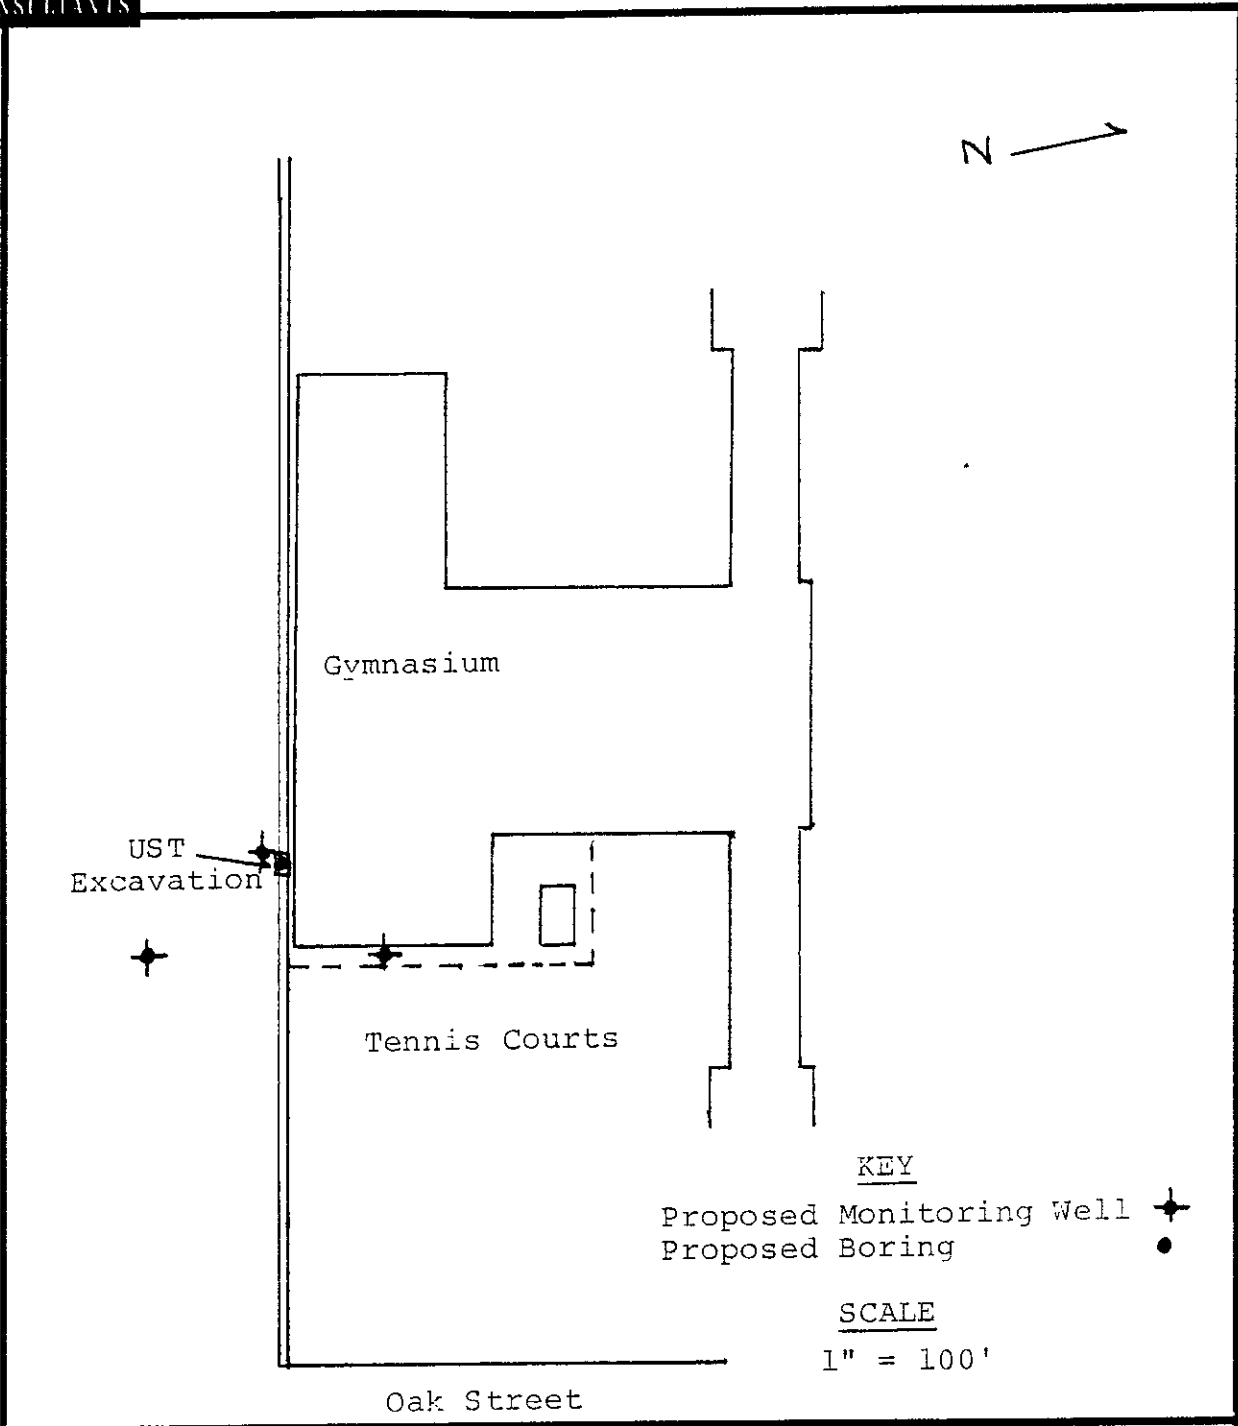 N
Gymnasium
UST
Excavation
Tennis Courts
KEY
Proposed Monitoring Well
Proposed Boring
SCALE
1" = 100'
Oak Street